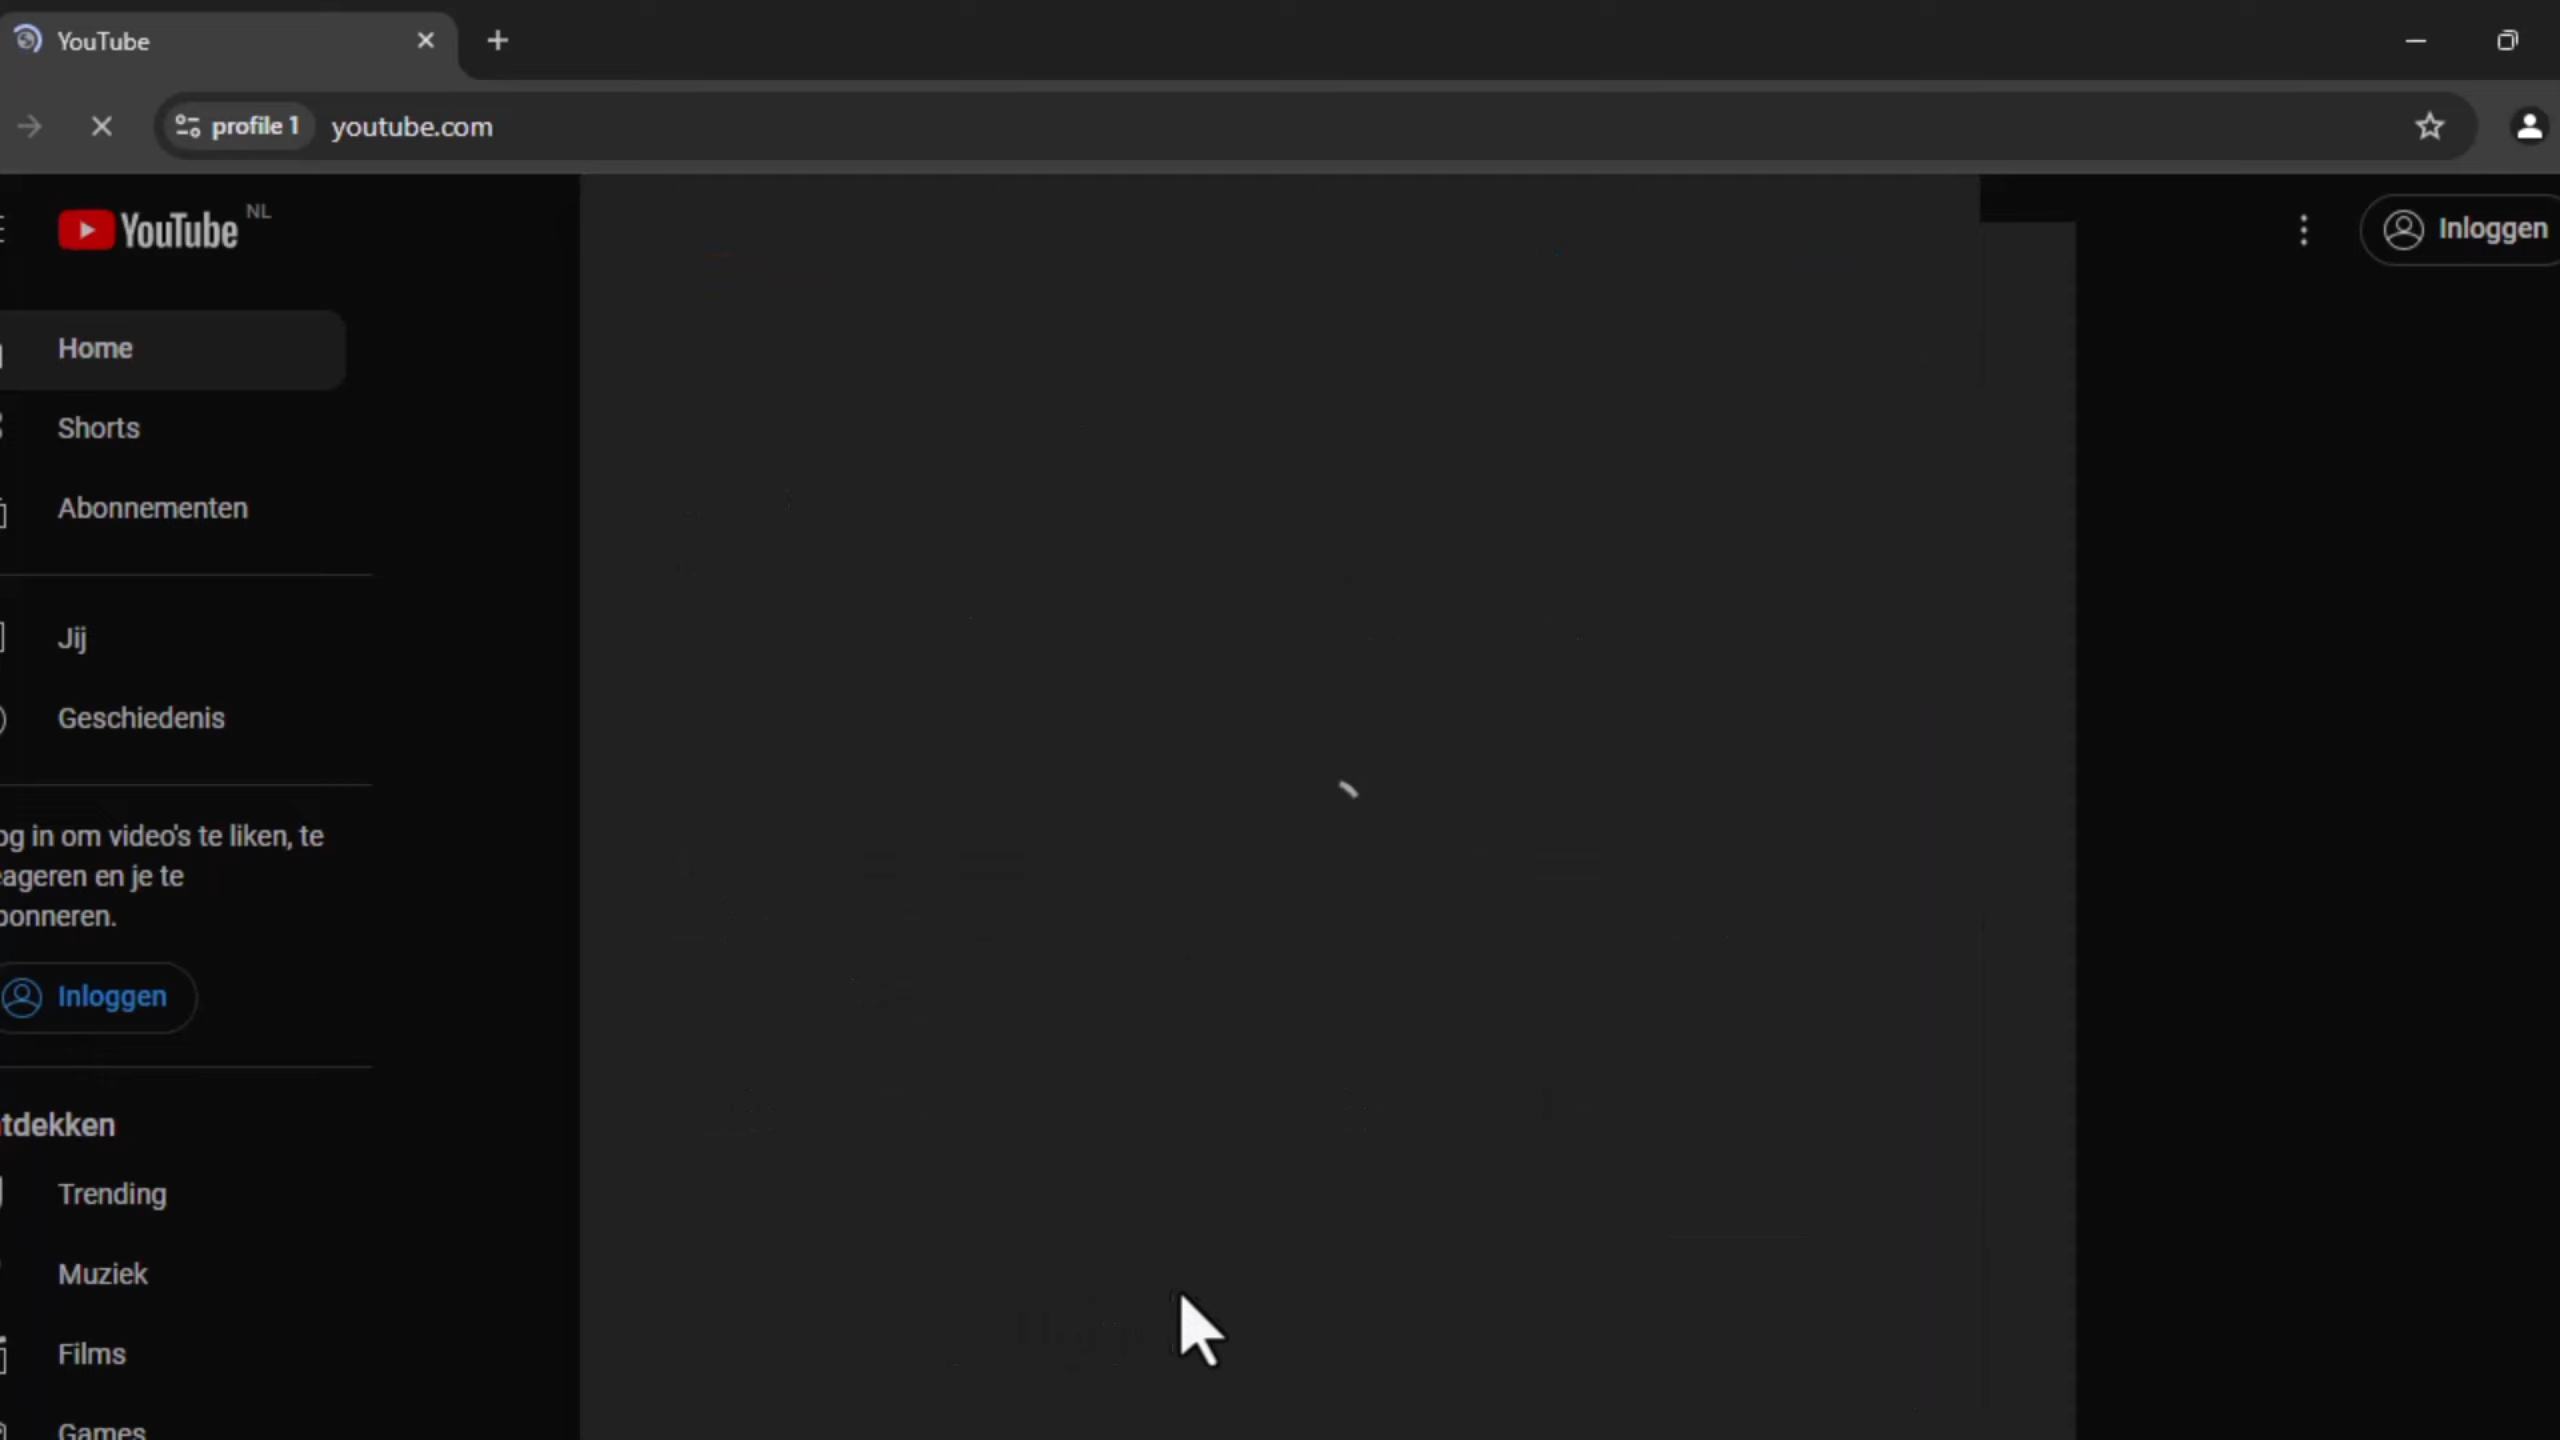 YouTube
profile 1 youtube.com
YouTube NL
Inloggen
Home
Shorts
Abonnementen
Jij
Geschiedenis
og in om video's te liken, te
eageren en je te
bonneren.
Inloggen
tdekken
Trending
Muziek
Films
Games